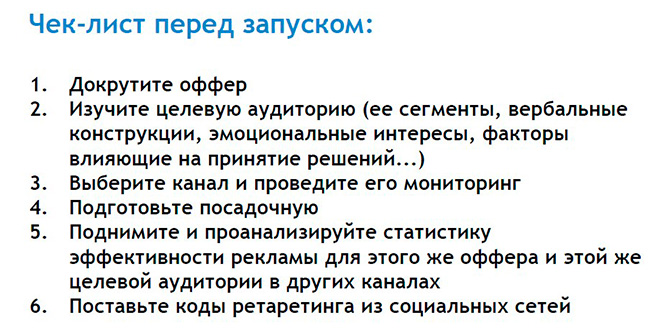 Чек-лист перед запуском:
1. Докрутите оффер
2. Изучите целевую аудиторию (ее сегменты, вербальные
конструкции, эмоциональные интересы, факторы
влияющие на принятие решений...)
3. Выберите канал и проведите его мониторинг
4. Подготовьте посадочную
5. Поднимите и проанализируйте статистику
эффективности рекламы для этого же оффера и этой же
целевой аудитории в других каналах
6. Поставьте коды ретаретинга из социальных сетей